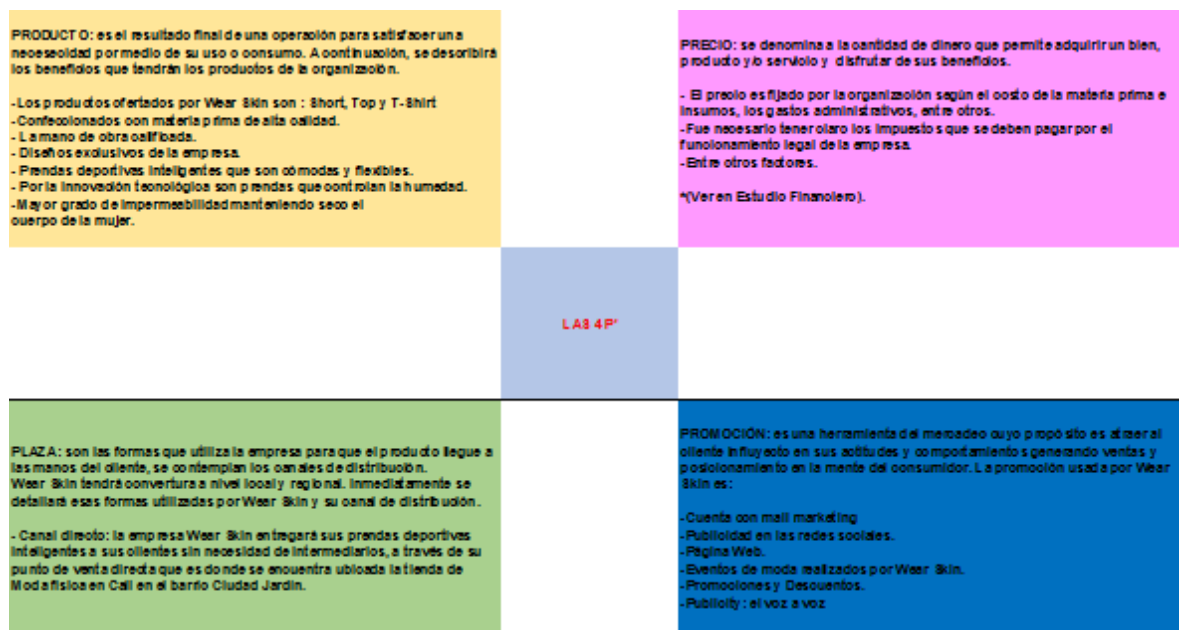 PRODUCTO: es el resultado final de una operación para satisfacer una
neceseidad por medio de su uso o consumo. A continuación, se describirá
los beneficios que tendrán los productos de la organización.
-Los productos ofertados por Wear Skin son : Short, Top y T-Shirt
-Confeccionados con materia prima de alta calidad.
- La mano de obra calificada.
- Diseños exclusivos de la empresa.
- Prendas deportivas inteligentes que son cómodas y flexibles.
- Por la innovación tecnológica son prendas que controlan la humedad.
-Mayor grado de impermeabilidad manteniendo seco el
cuerpo de la mujer.
PRECIO: se denomina a la cantidad de dinero que permite adquirir un bien,
producto y/o servicio y disfrutar de sus beneficios.
- El precio es fijado por la organización según el costo de la materia prima e
insumos, los gastos administrativos, entre otros.
-Fue necesario tener claro los impuestos que se deben pagar por el
funcionamiento legal de la empresa.
-Entre otros factores.
*(Ver en Estudio Financiero).
LAS 4 P'
PLAZA: son las formas que utiliza la empresa para que el producto llegue a
las manos del cliente, se contemplan los canales de distribución.
Wear Skin tendrá convertura a nivel local y regional. Inmediatamente se
detallará esas formas utilizadas por Wear Skin y su canal de distribución.
- Canal directo: la empresa Wear Skin entregará sus prendas deportivas
inteligentes a sus clientes sin necesidad de intermediarios, a través de su
punto de venta directa que es donde se encuentra ubicada la tienda de
Moda física en Cali en el barrio Ciudad Jardín.
PROMOCIÓN: es una herramienta del mercadeo cuyo propósito es atraer al
cliente influyecto en sus actitudes y comportamientos generando ventas y
posicionamiento en la mente del consumidor. La promoción usada por Wear
Skin es:
-Cuenta con mail marketing
-Publicidad en las redes sociales.
-Página Web.
-Eventos de moda realizados por Wear Skin.
-Promociones y Descuentos.
-Publicity: el voz a voz